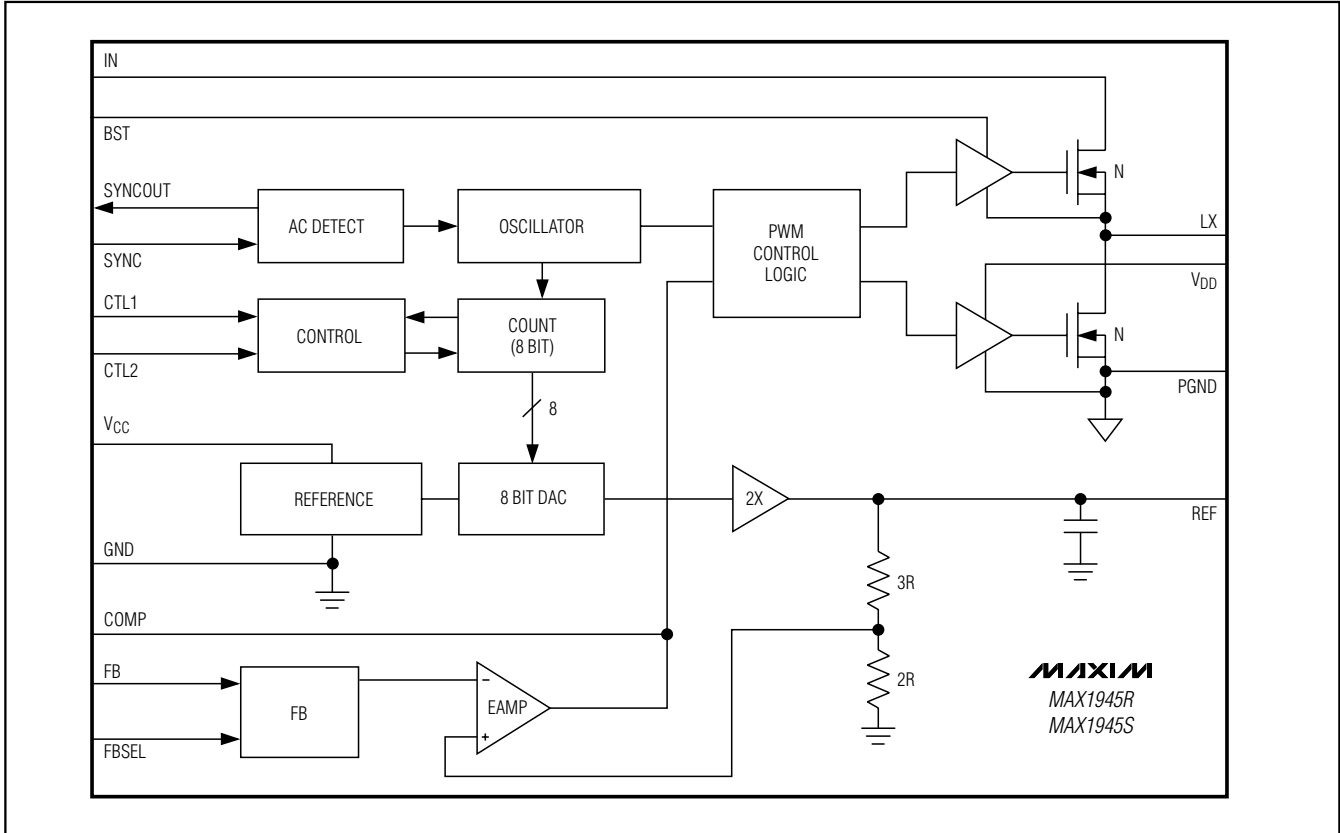 IN
BST
SYNCOUT
SYNC
CTL1
CTL2
VCC
GND
COMP
FB
FBSEL
AC DETECT
OSCILLATOR
CONTROL
COUNT
(8 BIT)
8
REFERENCE
8 BIT DAC
FB
−
EAMP
+
PWM
CONTROL
LOGIC
2X
3R
2R
N
N
LX
VDD
PGND
REF
MAXIM
MAX1945R
MAX1945S